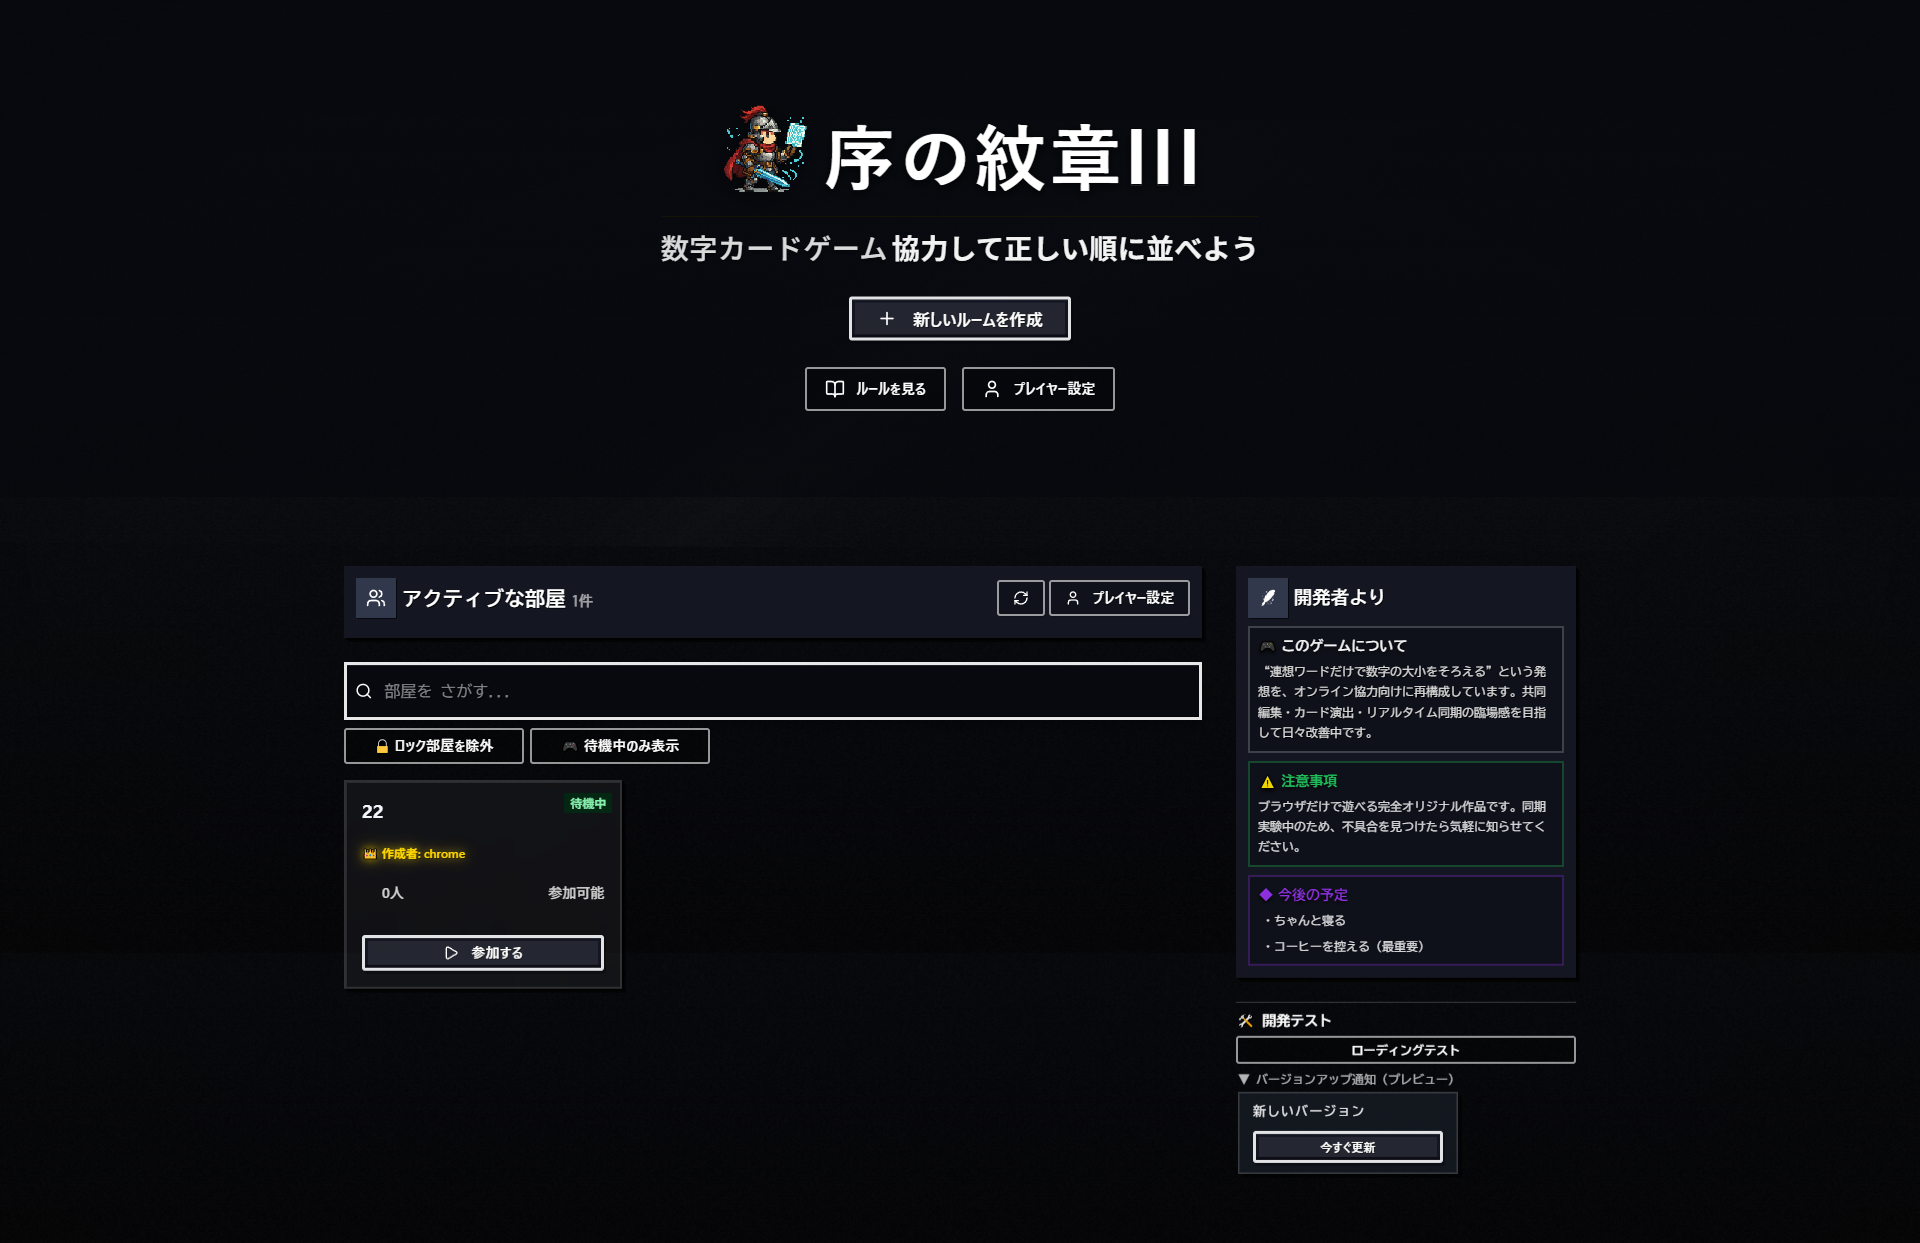 序の紋章III
数字カードゲーム 協力して正しい順に並べよう
新しいルームを作成
ルールを見る
プレイヤー設定
アクティブな部屋 1件
プレイヤー設定
部屋を さがす...
ロック部屋を除外
待機中のみ表示
22
待機中
作成者: chrome
0人
参加可能
参加する
開発者より
このゲームについて
“連想ワードだけで数字の大小をそろえる”という発
想を、オンライン協力向けに再構成しています。共同
編集・カード演出・リアルタイム同期の臨場感を目指
して日々改善中です。
注意事項
ブラウザだけで遊べる完全オリジナル作品です。同期
実験中のため、不具合を見つけたら気軽に知らせてく
ださい。
◆ 今後の予定
・ちゃんと寝る
・コーヒーを控える（最重要）
開発テスト
ローディングテスト
▼ バージョンアップ通知（プレビュー）
新しいバージョン
今すぐ更新